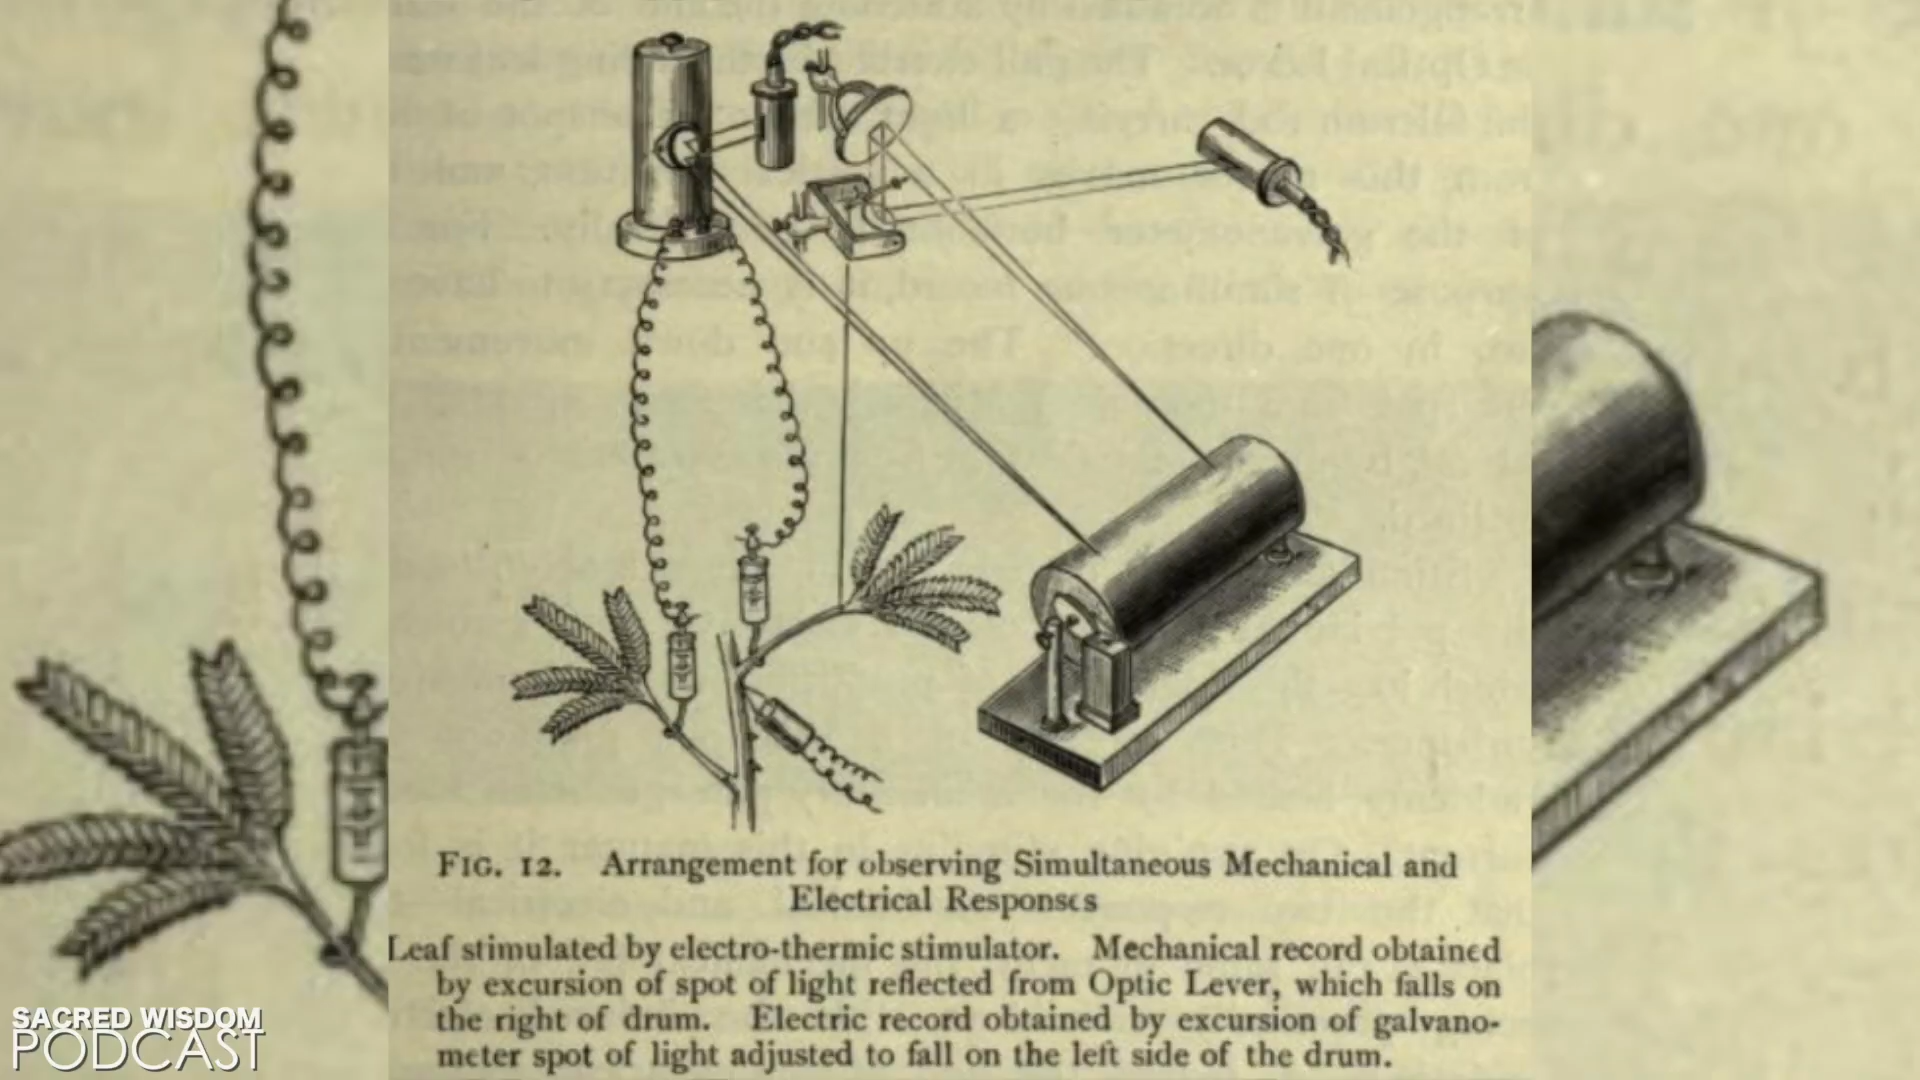 FIG. 12. Arrangement for observing Simultaneous Mechanical and
Electrical Responses
Leaf stimulated by electro-thermic stimulator. Mechanical record obtained
by excursion of spot of light reflected from Optic Lever, which falls on
the right of drum. Electric record obtained by excursion of galvano-
meter spot of light adjusted to fall on the left side of the drum.
SACRED WISDOM
PODCAST